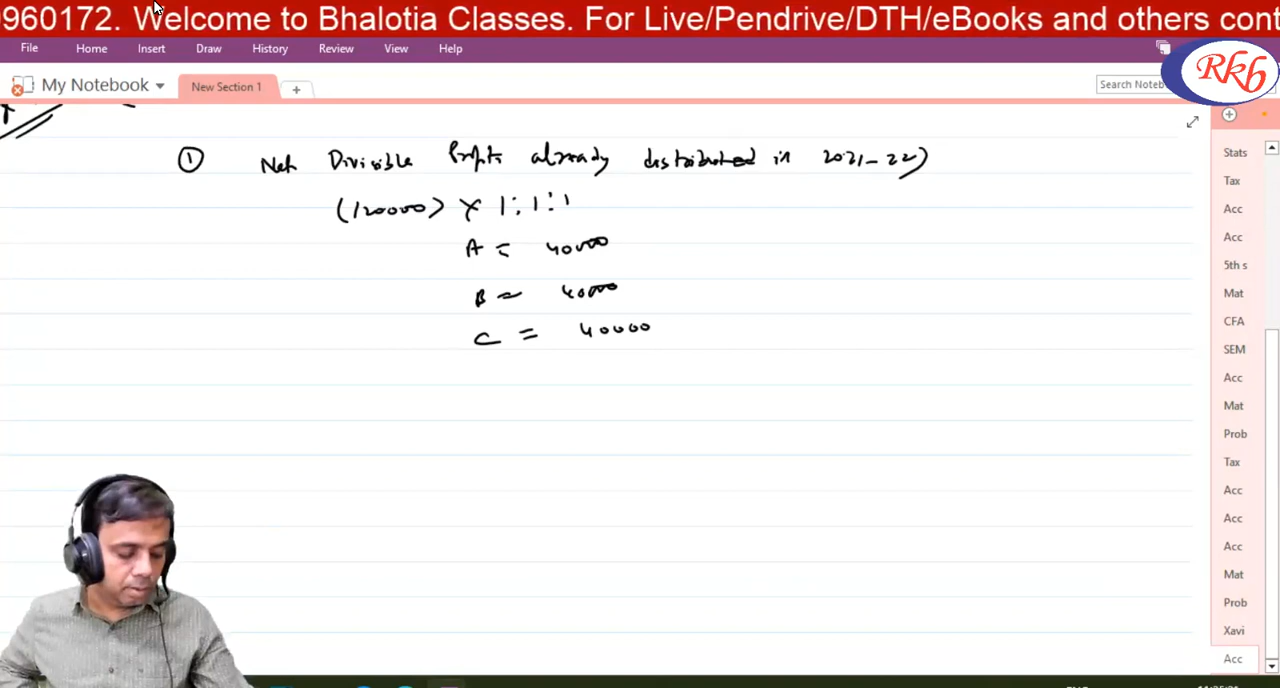 9960172. Welcome to Bhalotia Classes. For Live/Pendrive/DTH/eBooks and others cont
File Home Insert Draw History Review View Help
My Notebook New Section 1 + Search Noteb
Rkb
① Net Divisible Profits already distributed in 2021-22)
(120000) × 1:1:1
A = 40000
B = 40000
C = 40000
Stats
Tax
Acc
Acc
5th s
Mat
CFA
SEM
Acc
Mat
Prob
Tax
Acc
Acc
Acc
Mat
Prob
Xavi
Acc